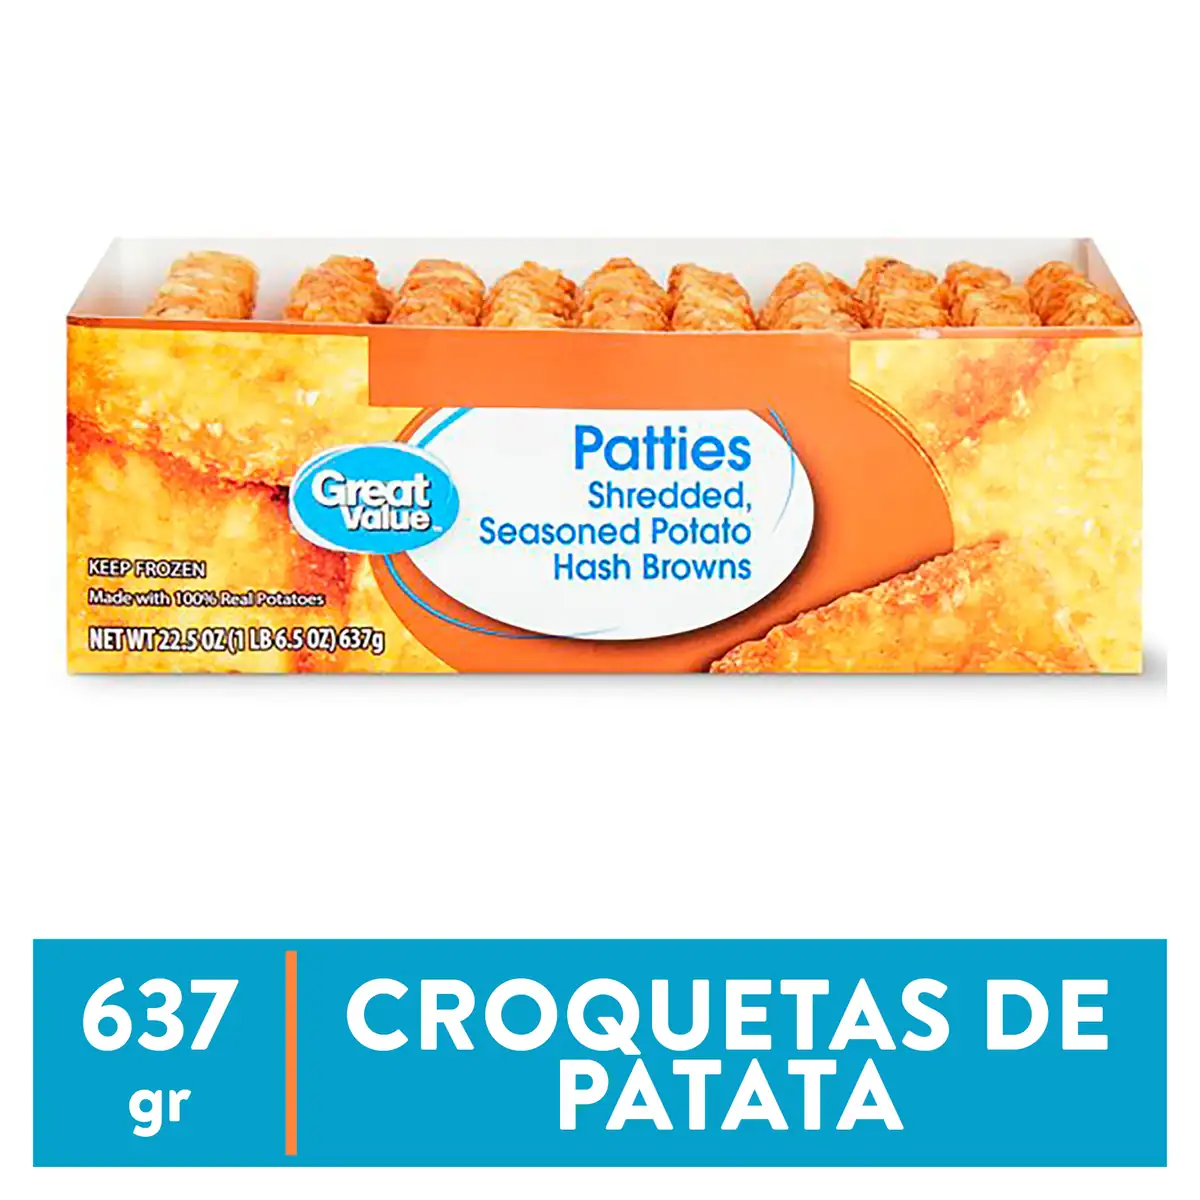 Patties
Shredded,
Seasoned Potato
Hash Browns
Great
Value™
KEEP FROZEN
Made with 100% Real Potatoes
NET WT 22.5 OZ (1 LB 6.5 OZ) 637g
637
gr
CROQUETAS DE
PATATA